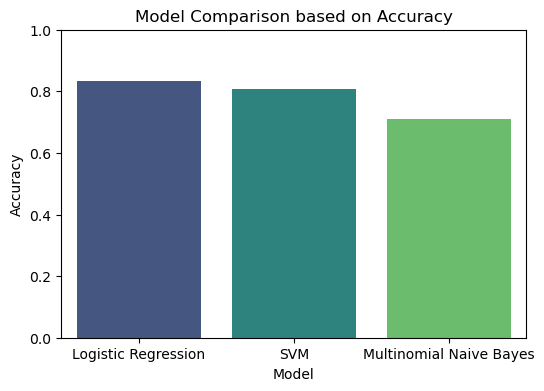 Model Comparison based on Accuracy
1.0
0.8
0.6
0.4
0.2
0.0
Accuracy
Logistic Regression
SVM
Multinomial Naive Bayes
Model